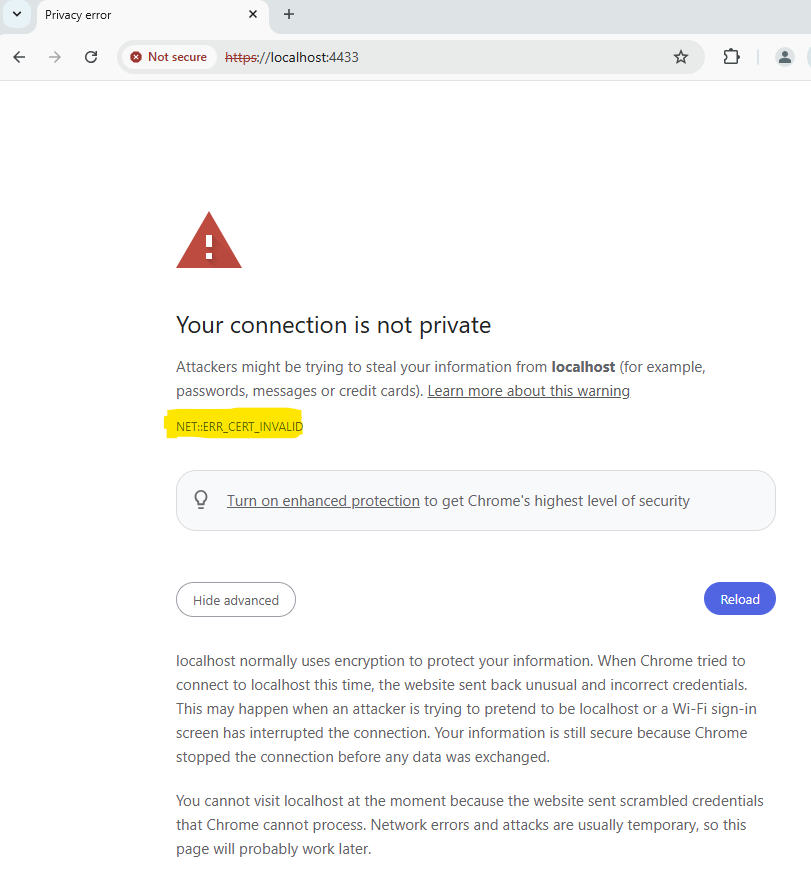 Privacy error
Not secure https://localhost:4433
Your connection is not private
Attackers might be trying to steal your information from localhost (for example,
passwords, messages or credit cards). Learn more about this warning
NET::ERR_CERT_INVALID
Turn on enhanced protection to get Chrome's highest level of security
Hide advanced
Reload
localhost normally uses encryption to protect your information. When Chrome tried to
connect to localhost this time, the website sent back unusual and incorrect credentials.
This may happen when an attacker is trying to pretend to be localhost or a Wi-Fi sign-in
screen has interrupted the connection. Your information is still secure because Chrome
stopped the connection before any data was exchanged.
You cannot visit localhost at the moment because the website sent scrambled credentials
that Chrome cannot process. Network errors and attacks are usually temporary, so this
page will probably work later.